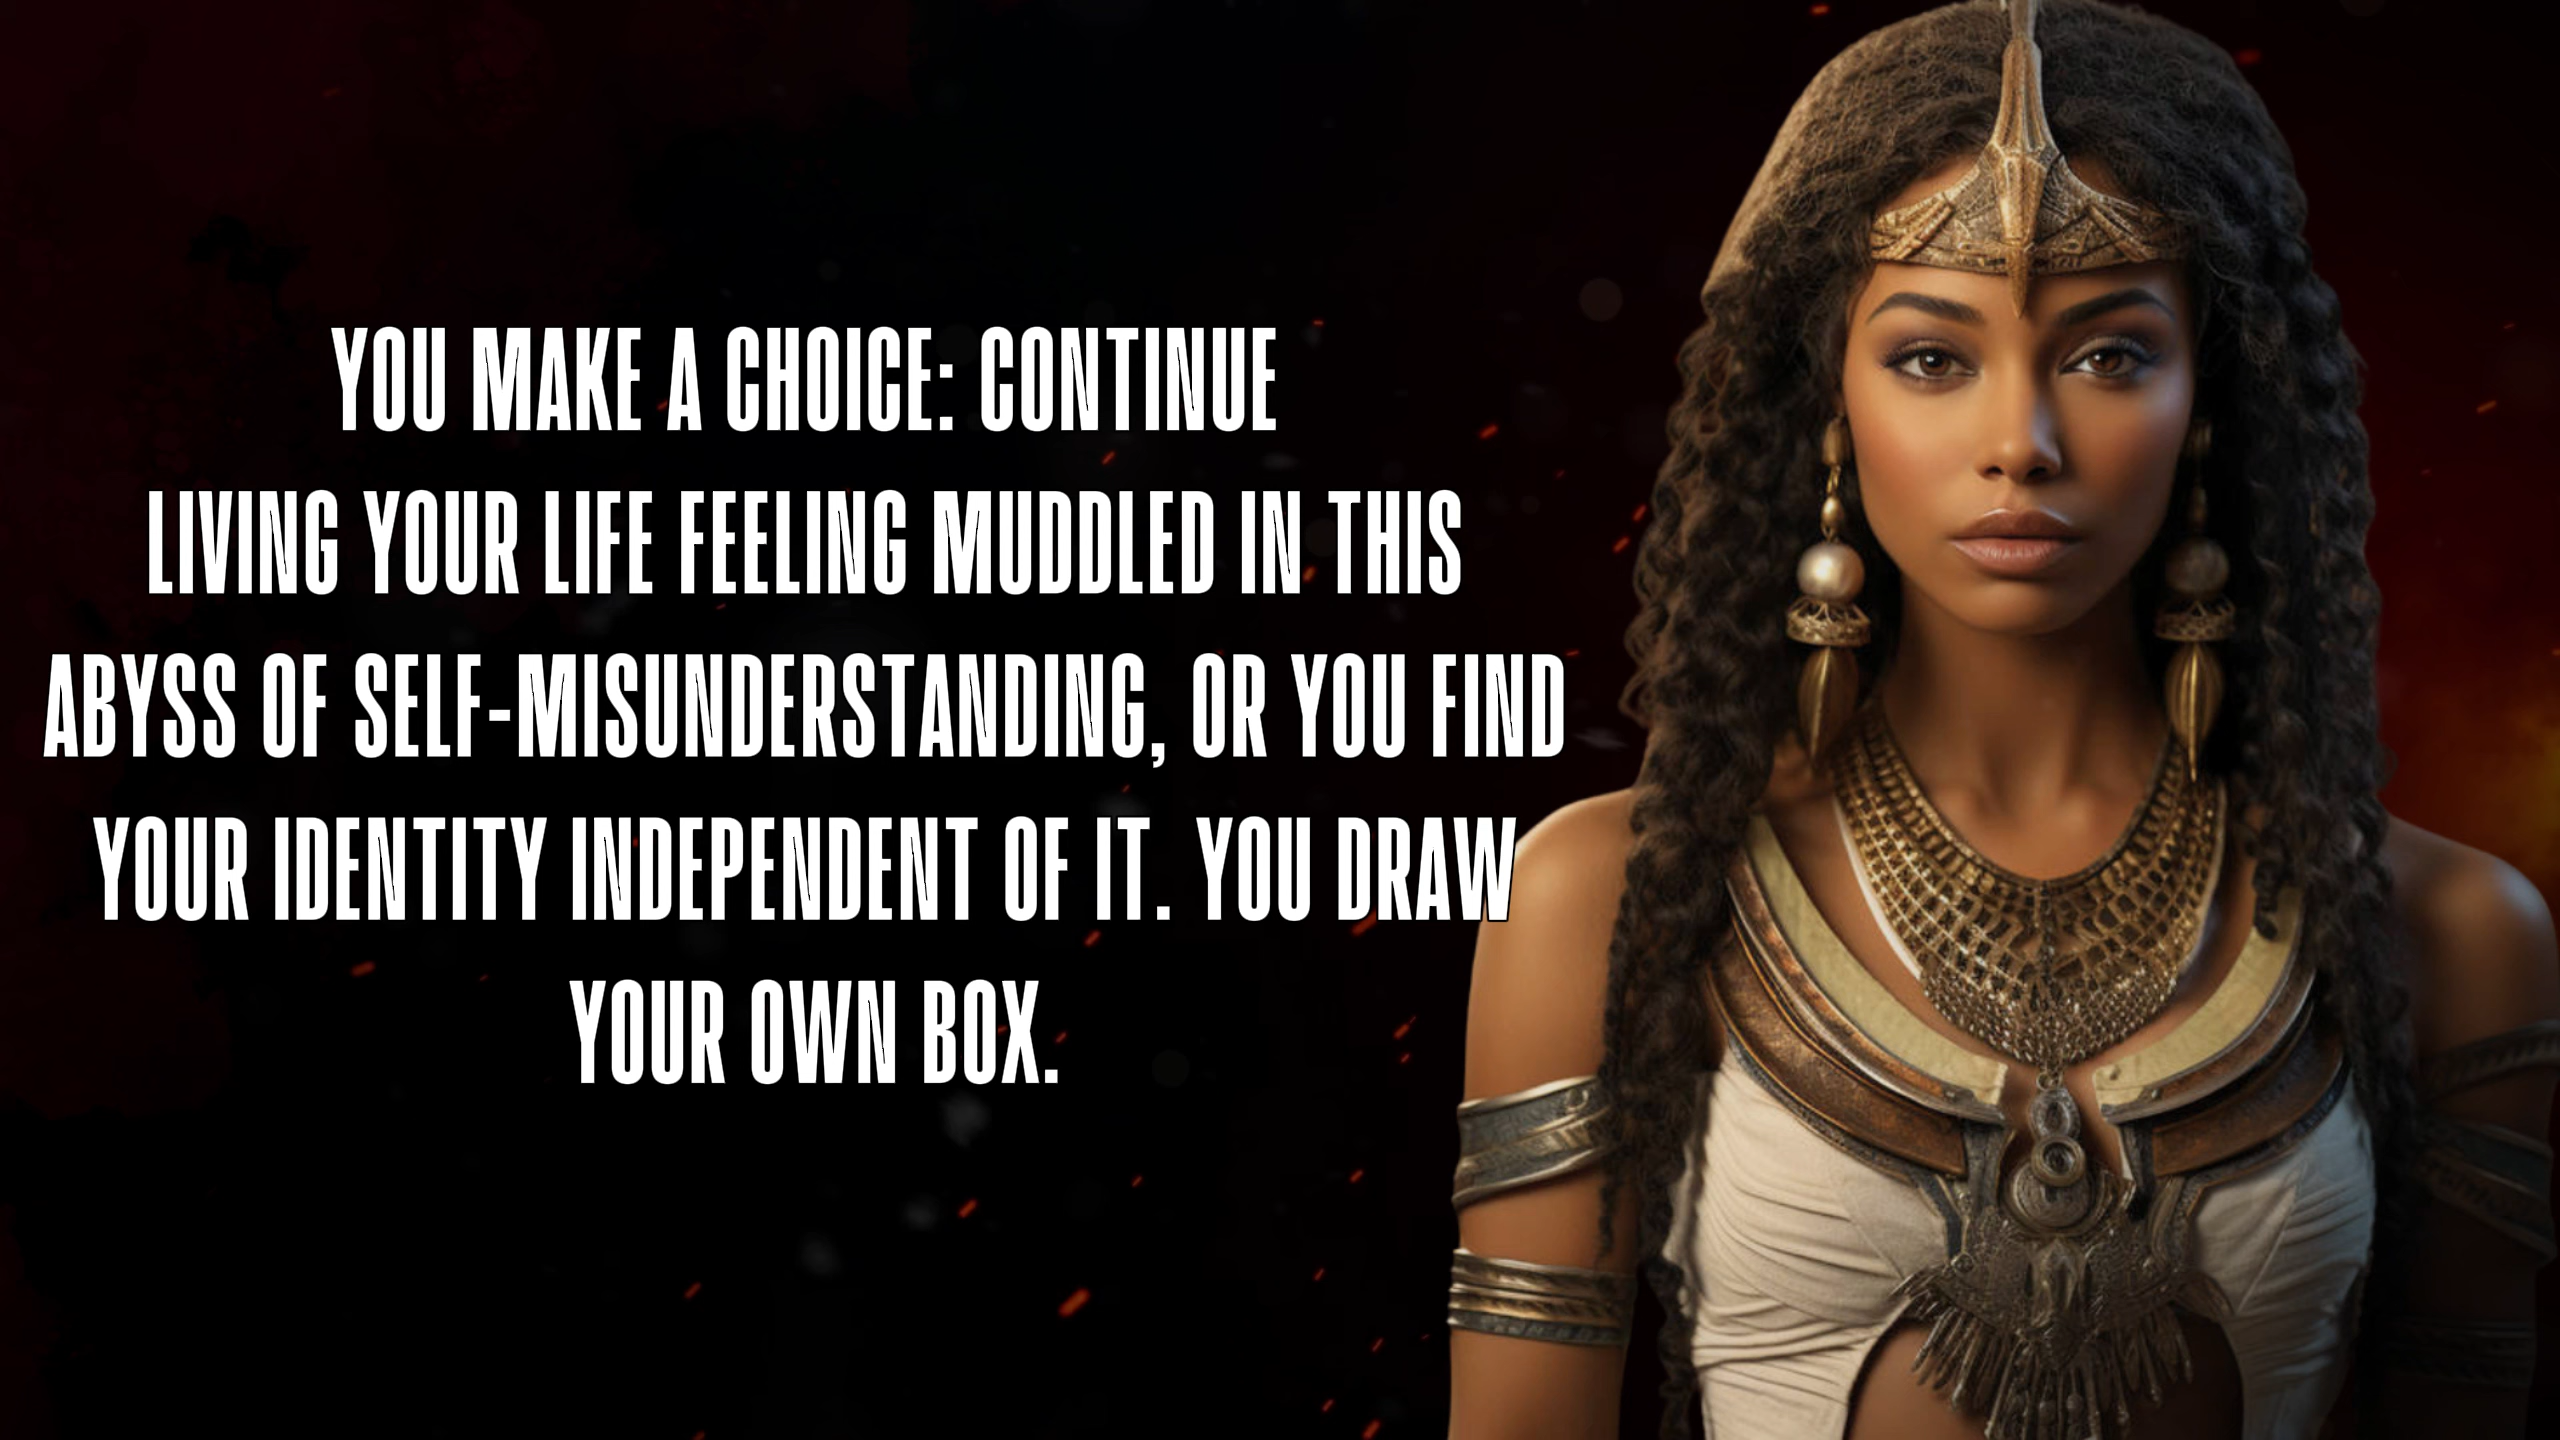 YOU MAKE A CHOICE: CONTINUE
LIVING YOUR LIFE FEELING MUDDLED IN THIS
ABYSS OF SELF-MISUNDERSTANDING, OR YOU FIND
YOUR IDENTITY INDEPENDENT OF IT. YOU DRAW
YOUR OWN BOX.